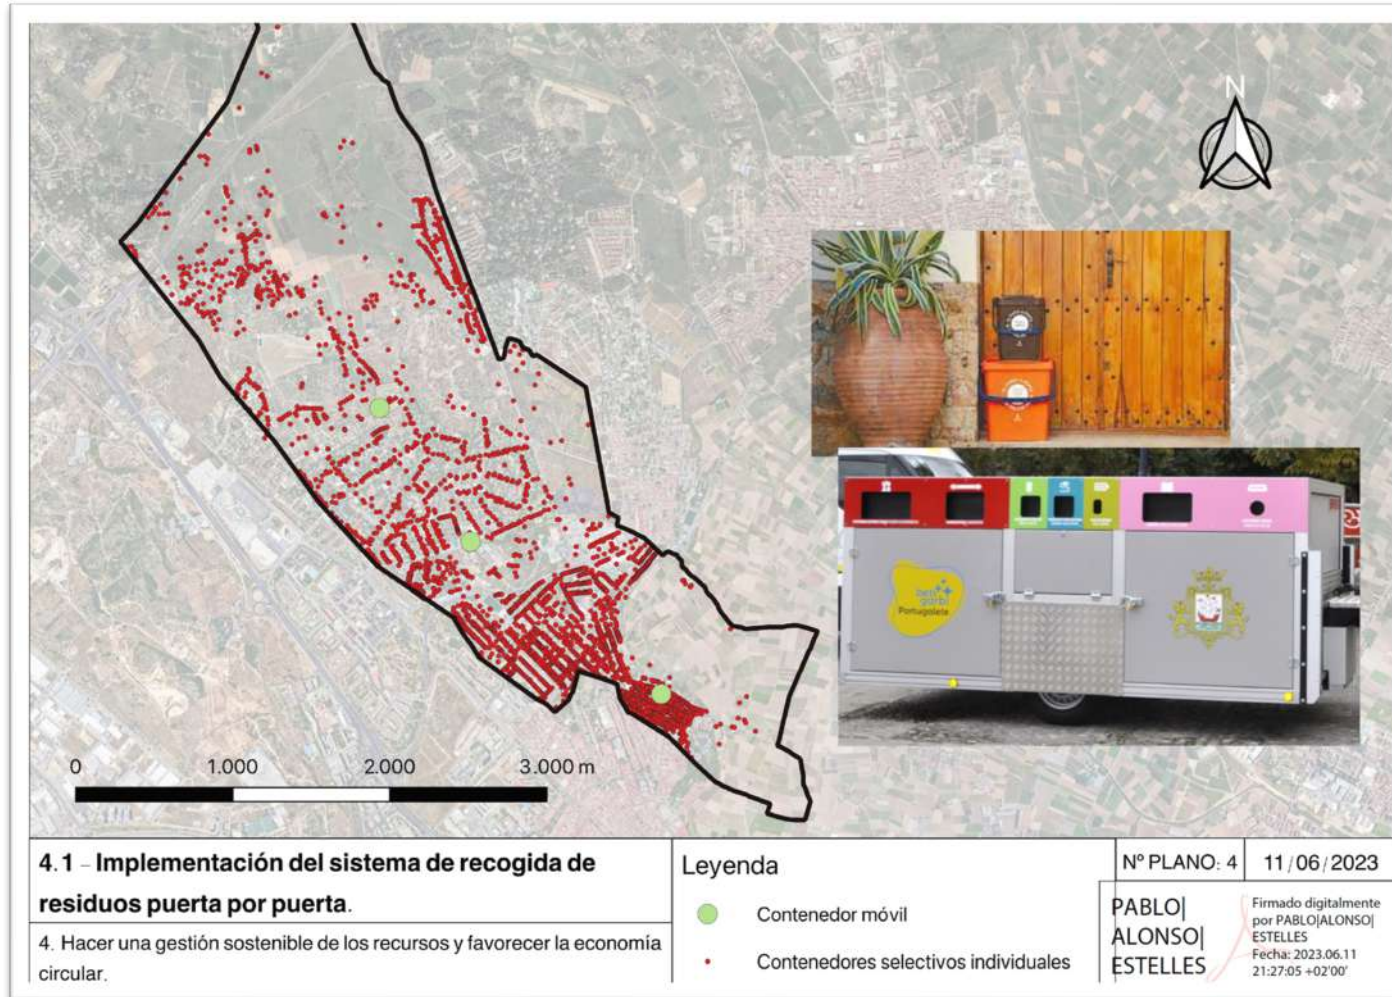 N
ben
garbi
Portugalete
0
1.000
2.000
3.000 m
4.1 – Implementación del sistema de recogida de
residuos puerta por puerta.
4. Hacer una gestión sostenible de los recursos y favorecer la economía
circular.
Leyenda
Contenedor móvil
Contenedores selectivos individuales
Nº PLANO: 4
11/06/2023
PABLO|
ALONSO|
ESTELLES
Firmado digitalmente
por PABLO|ALONSO|
ESTELLES
Fecha: 2023.06.11
21:27:05 +02'00'